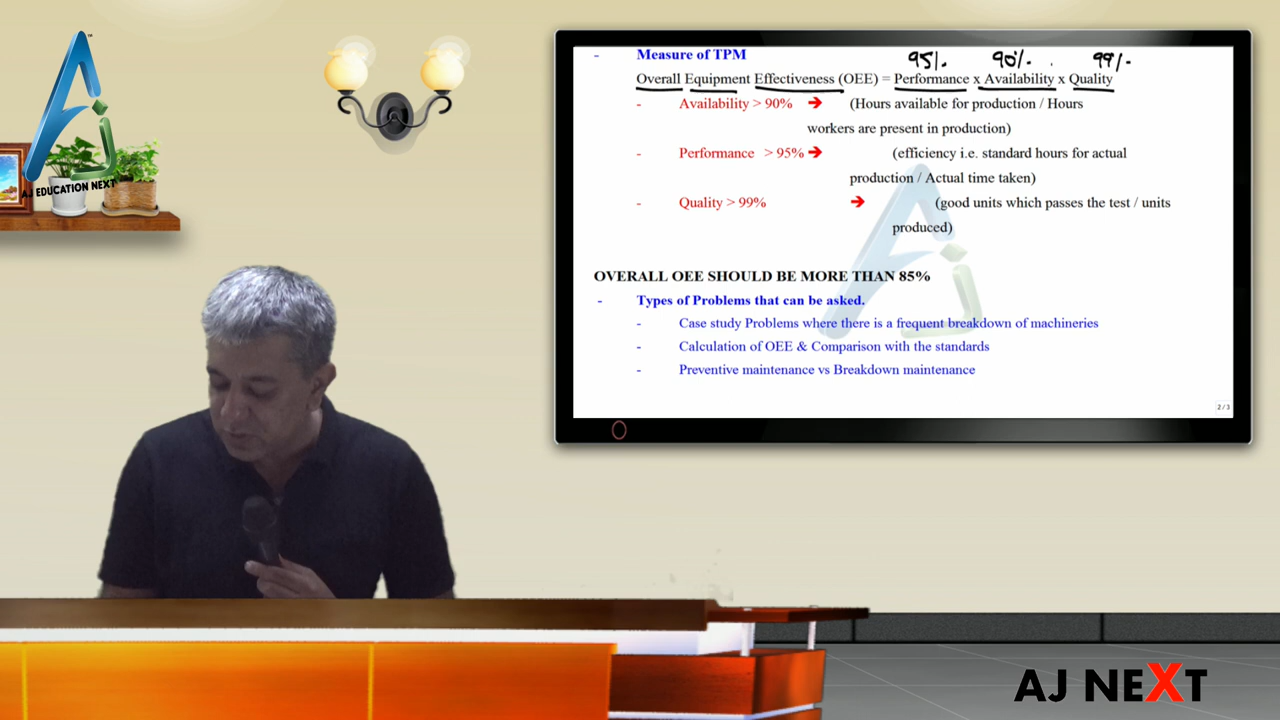 AJ EDUCATION NEXT
- Measure of TPM
95%. 90%. 99%-
Overall Equipment Effectiveness (OEE) = Performance x Availability x Quality
- Availability > 90% ➔ (Hours available for production / Hours
workers are present in production)
- Performance > 95% ➔ (efficiency i.e. standard hours for actual
production / Actual time taken)
- Quality > 99% ➔ (good units which passes the test / units
produced)
OVERALL OEE SHOULD BE MORE THAN 85%
- Types of Problems that can be asked.
- Case study Problems where there is a frequent breakdown of machineries
- Calculation of OEE & Comparison with the standards
- Preventive maintenance vs Breakdown maintenance
2 / 3
AJ NEXT